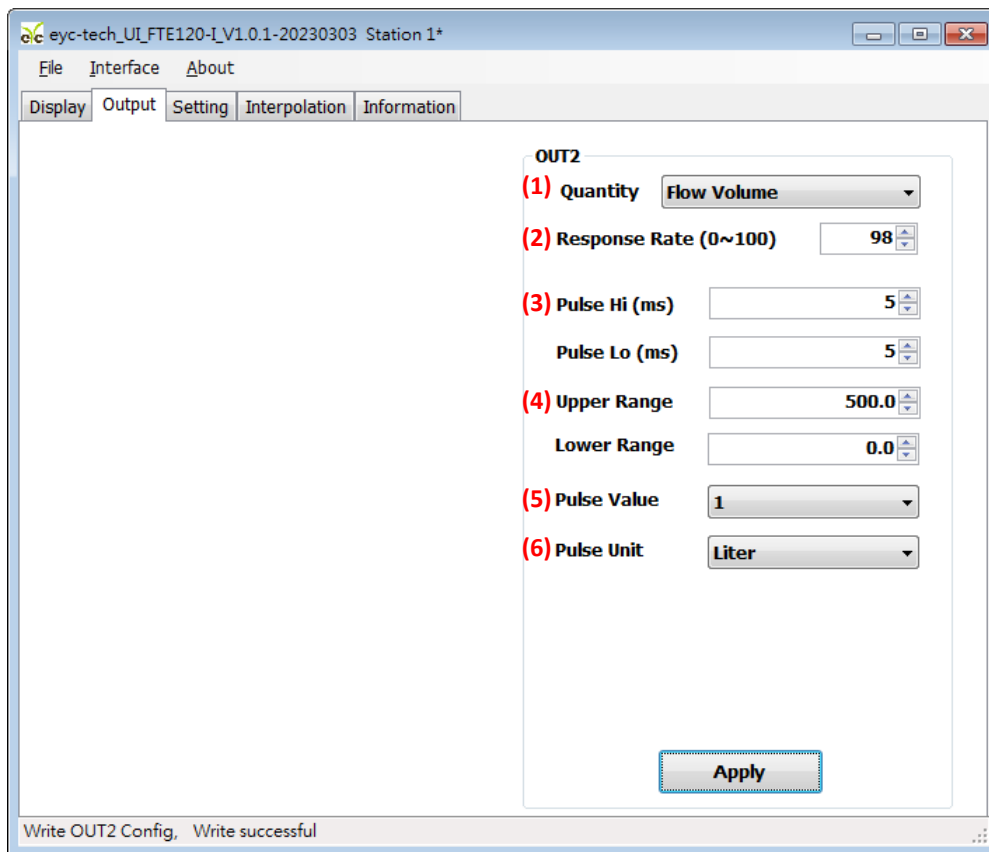 eyc-tech_UI_FTE120-I_V1.0.1-20230303 Station 1*
File Interface About
Display Output Setting Interpolation Information
OUT2
(1) Quantity Flow Volume
(2) Response Rate (0~100) 98
(3) Pulse Hi (ms) 5
Pulse Lo (ms) 5
(4) Upper Range 500.0
Lower Range 0.0
(5) Pulse Value 1
(6) Pulse Unit Liter
Apply
Write OUT2 Config, Write successful